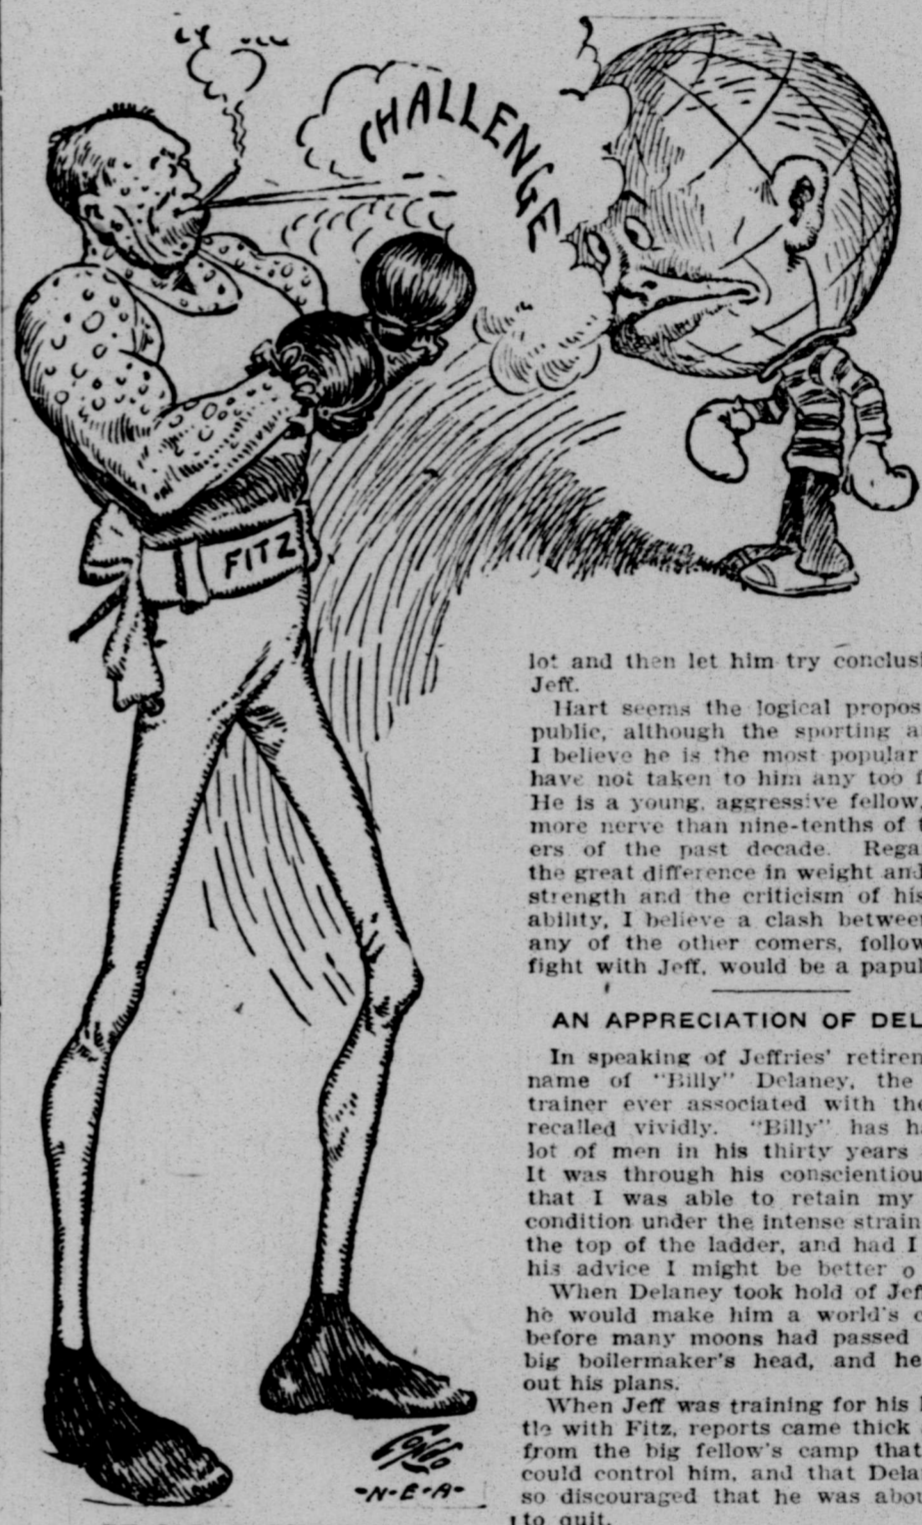 CHALLENGE
FITZ
CONDO
-N-E-A-
lot and then let him try conclus
Jeff.
Hart seems the logical propos
public, although the sporting a
I believe he is the most popular
have not taken to him any too f
He is a young, aggressive fellow,
more nerve than nine-tenths of t
ers of the past decade. Rega
the great difference in weight and
strength and the criticism of his
ability, I believe a clash between
any of the other comers, follow
fight with Jeff, would be a papul
AN APPRECIATION OF DEL
In speaking of Jeffries' retirem
name of "Billy" Delaney, the
trainer ever associated with the
recalled vividly. "Billy" has h
lot of men in his thirty years
It was through his conscientiou
that I was able to retain my
condition under the intense strain
the top of the ladder, and had I
his advice I might be better o
When Delaney took hold of Jef
he would make him a world's c
before many moons had passed
big boilermaker's head, and he
out his plans.
When Jeff was training for his
tle with Fitz, reports came thick
from the big fellow's camp that
could control him, and that Dela
so discouraged that he was abou
to quit.